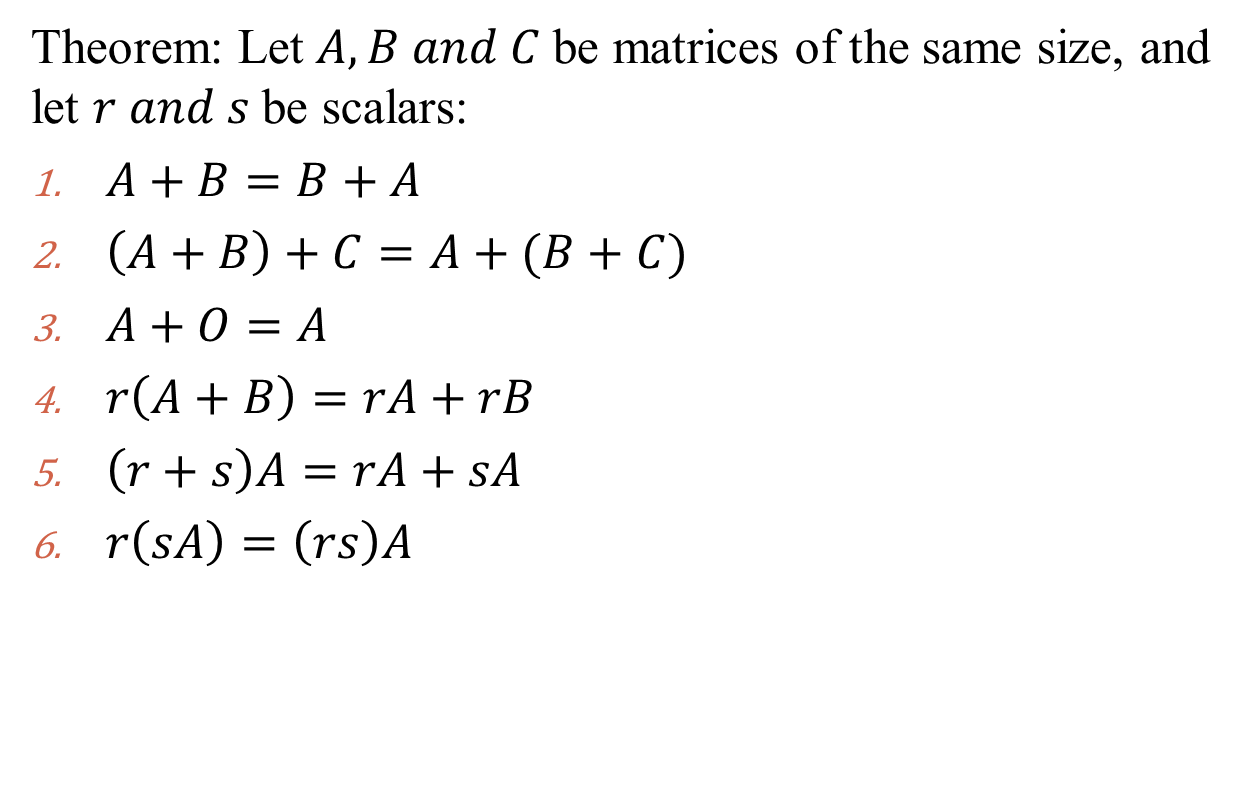 Theorem: Let A, B and C be matrices of the same size, and
let r and s be scalars:
1. A + B = B + A
2. (A + B) + C = A + (B + C)
3. A + O = A
4. r(A + B) = rA + rB
5. (r + s)A = rA + sA
6. r(sA) = (rs)A